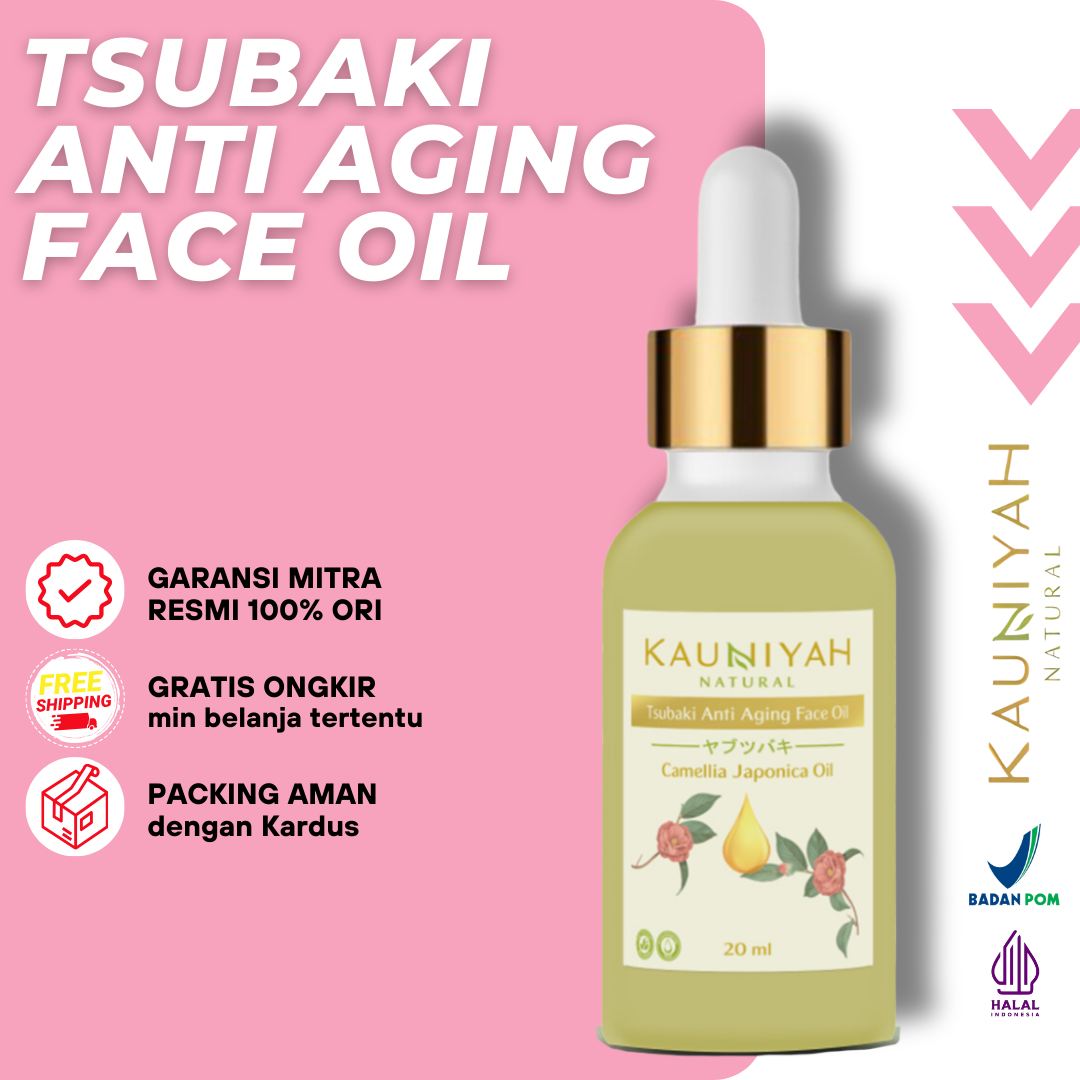 TSUBAKI
ANTI AGING
FACE OIL
GARANSI MITRA
RESMI 100% ORI
FREE
SHIPPING
GRATIS ONGKIR
min belanja tertentu
PACKING AMAN
dengan Kardus
KAUNIYAH
NATURAL
Tsubaki Anti Aging Face Oil
ヤブツバキ
Camellia Japonica Oil
20 ml
KAUNIYAH
NATURAL
BADAN POM
HALAL
INDONESIA